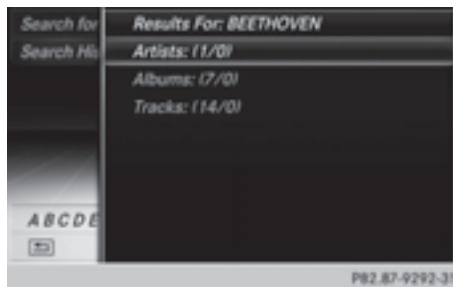 Search for
Results For: BEETHOVEN
Search His
Artists: (1/0)
Albums: (7/0)
Tracks: (14/0)
ABCDE
P82.87-9292-31